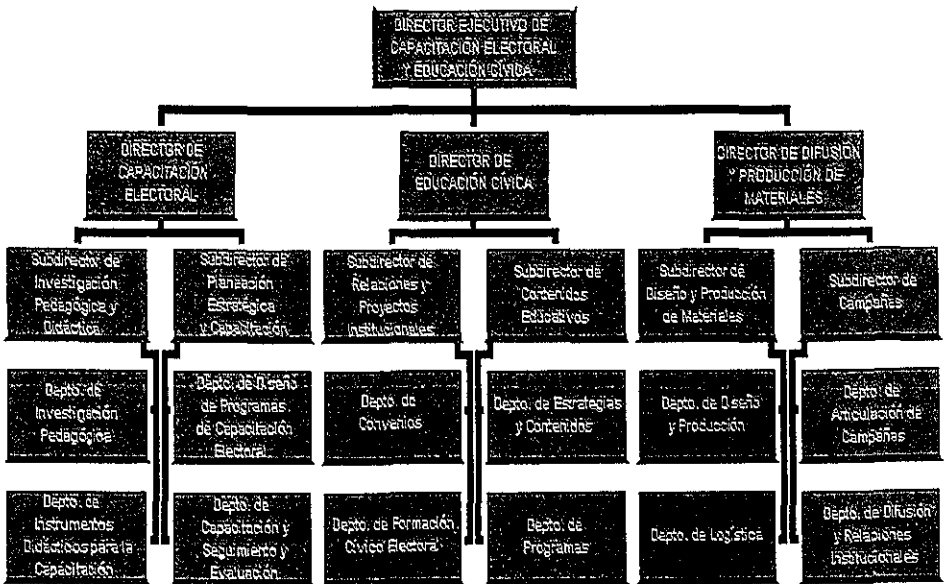 DIRECTOR EJECUTIVO DE
CAPACITACIÓN ELECTORAL
Y EDUCACIÓN CÍVICA
DIRECTOR DE
CAPACITACIÓN
ELECTORAL
DIRECTOR DE
EDUCACIÓN CÍVICA
DIRECTOR DE DIFUSIÓN
Y PRODUCCIÓN DE
MATERIALES
Subdirector de
Investigación
Pedagógica y
Didáctica
Subdirector de
Planeación
Estratégica
y Capacitación
Subdirector de
Relaciones y
Proyectos
Institucionales
Subdirector de
Contenidos
Educativos
Subdirector de
Diseño y Producción
de Materiales
Subdirector de
Campañas
Depto. de
Investigación
Pedagógica
Depto. de Diseño
de Programas
de Capacitación
Electoral
Depto. de
Convenios
Depto. de Estrategias
y Contenidos
Depto. de Diseño
y Producción
Depto. de
Articulación de
Campañas
Depto. de
Instrumentos
Didácticos para la
Capacitación
Depto. de
Capacitación y
Seguimiento y
Evaluación
Depto. de Formación
Cívico Electoral
Depto. de
Programas
Depto. de Logística
Depto. de Difusión
y Relaciones
Institucionales